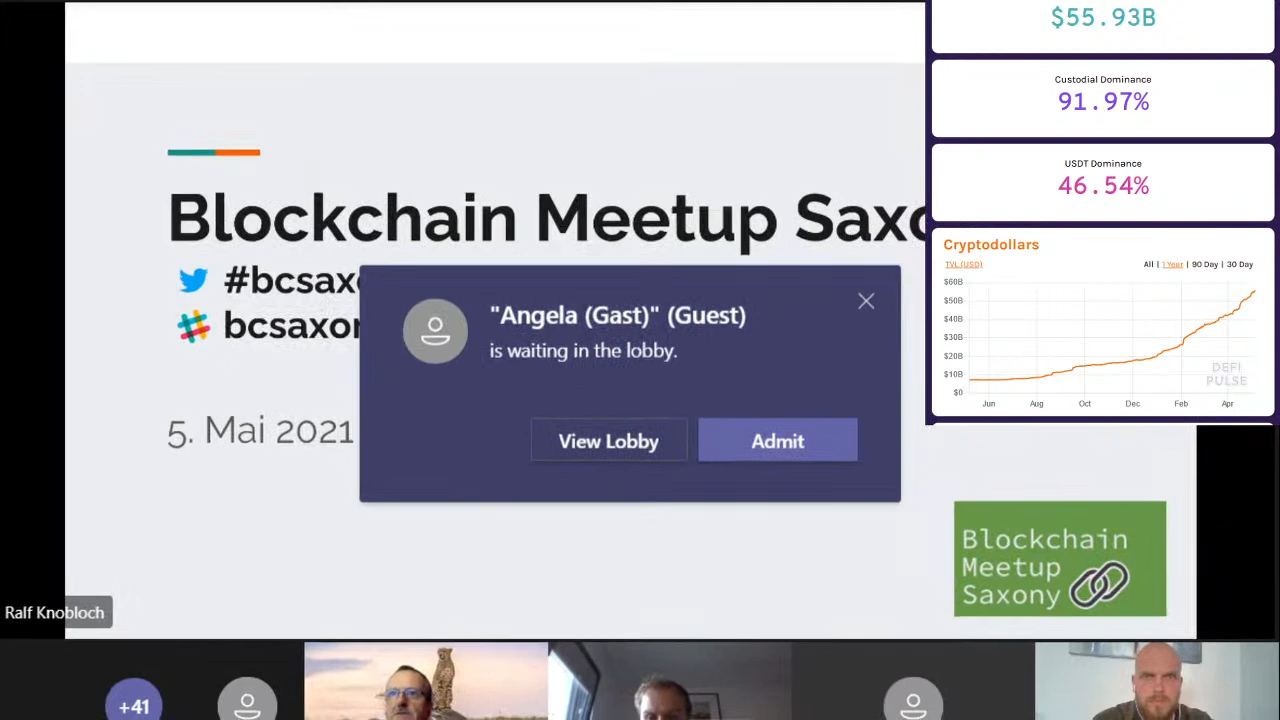 Blockchain Meetup Saxo
#bcsaxo
bcsaxon
5. Mai 2021
"Angela (Gast)" (Guest)
is waiting in the lobby.
View Lobby
Admit
$55.93B
Custodial Dominance
91.97%
USDT Dominance
46.54%
Cryptodollars
TVL (USD)
All | 1 Year | 90 Day | 30 Day
$60B
$50B
$40B
$30B
$20B
$10B
$0
Jun Aug Oct Dec Feb Apr
DEFI
PULSE
Blockchain
Meetup
Saxony
Ralf Knobloch
+41